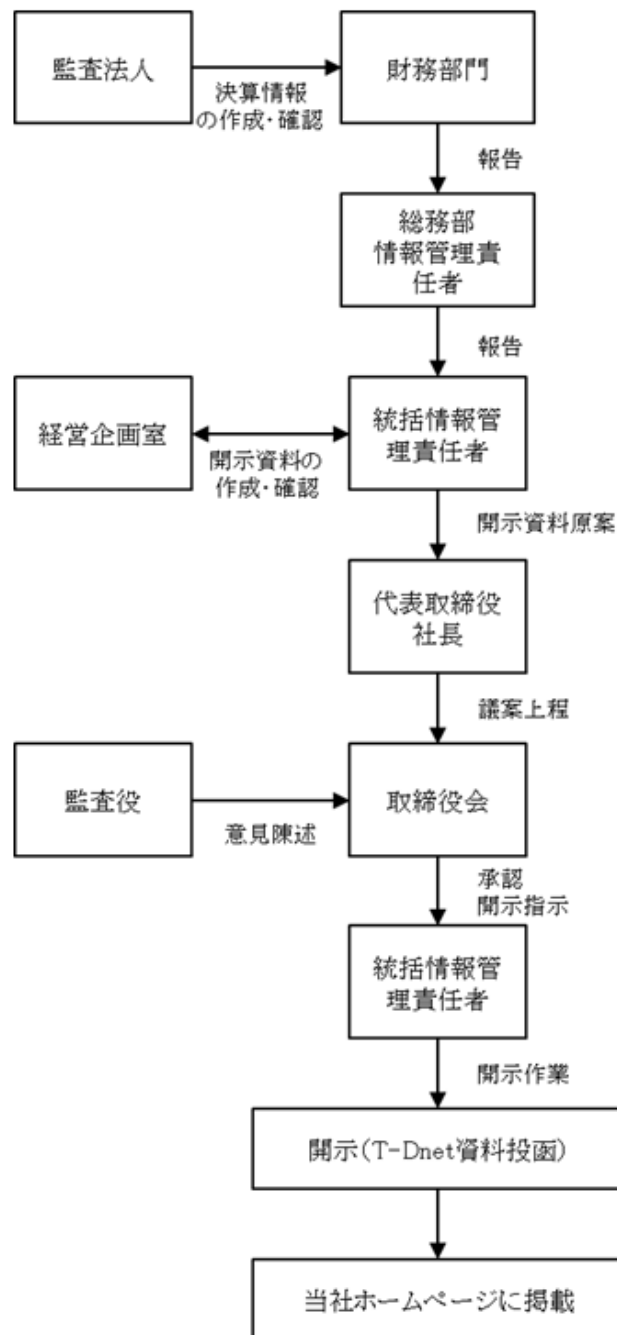 監査法人
財務部門
決算情報
の作成・確認
報告
総務部
情報管理責
任者
報告
経営企画室
統括情報管
理責任者
開示資料の
作成・確認
開示資料原案
代表取締役
社長
議案上程
監査役
取締役会
意見陳述
承認
開示指示
統括情報管
理責任者
開示作業
開示(T-Dnet資料投函)
当社ホームページに掲載